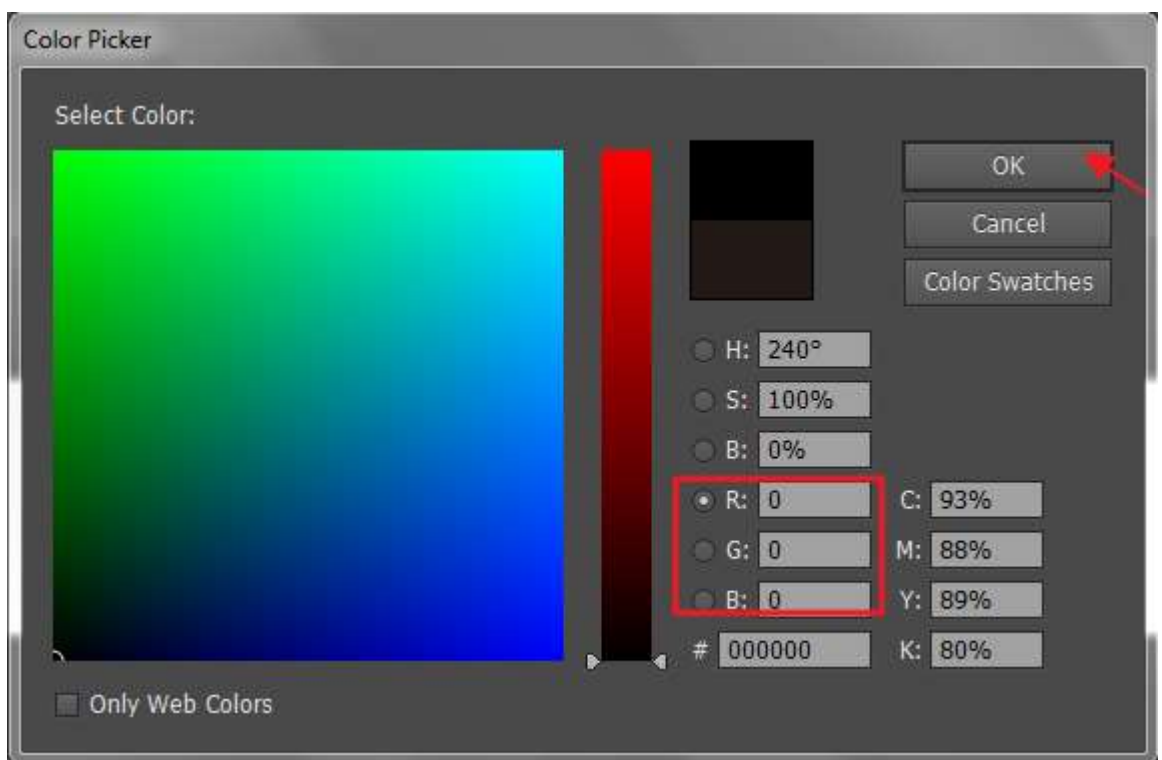 Color Picker
Select Color:
OK
Cancel
Color Swatches
H: 240°
S: 100%
B: 0%
R: 0 C: 93%
G: 0 M: 88%
B: 0 Y: 89%
# 000000 K: 80%
Only Web Colors